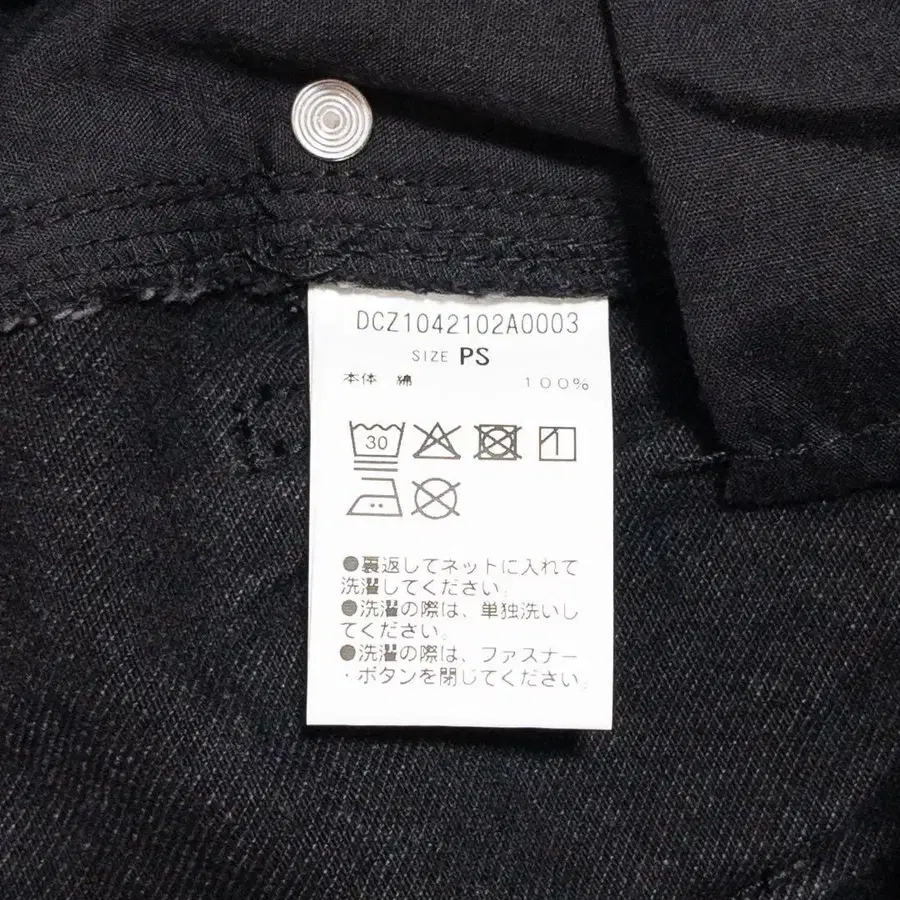 DCZ1042102A0003
SIZE PS
本体 綿 100%
30
1
●裏返してネットに入れて
洗濯してください。
●洗濯の際は、単独洗いし
てください。
●洗濯の際は、ファスナー
・ボタンを閉じてください。